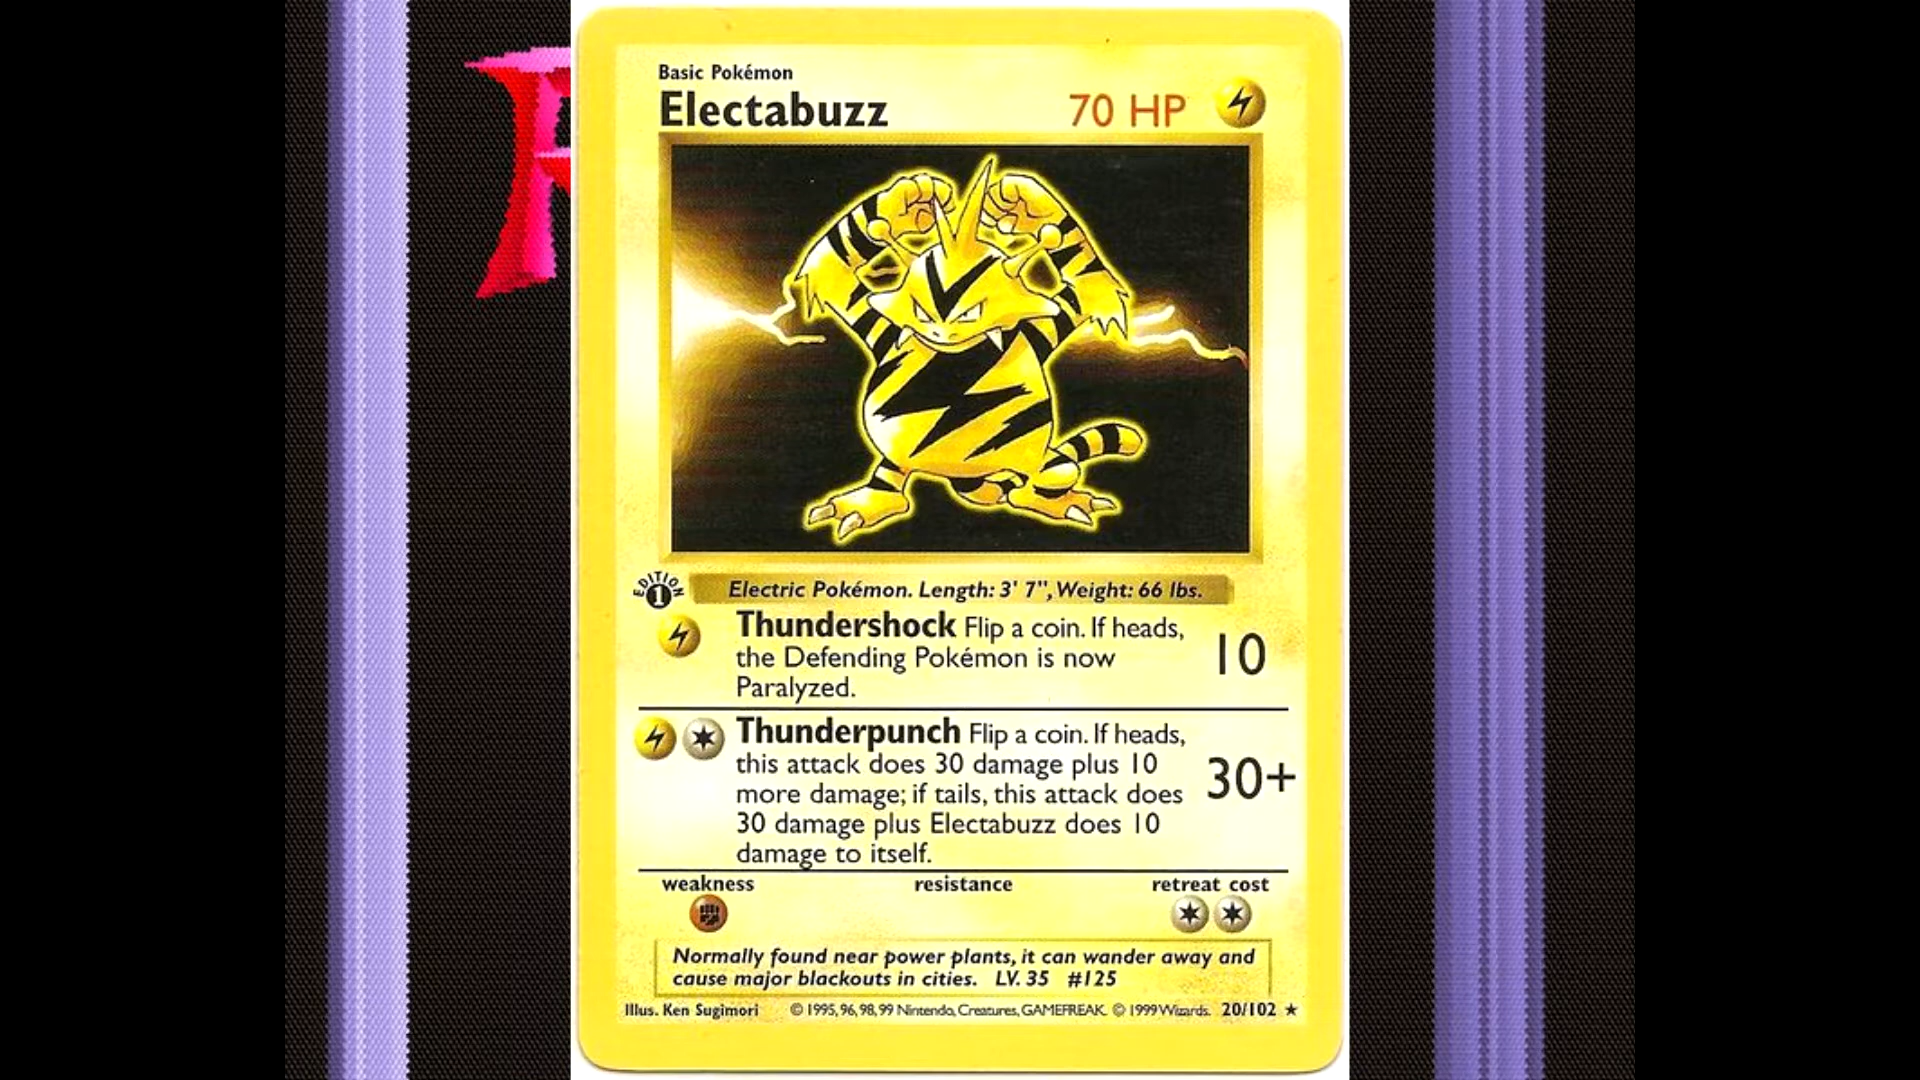 Basic Pokémon
Electabuzz 70 HP
EDITION 1
Electric Pokémon. Length: 3' 7", Weight: 66 lbs.
Thundershock Flip a coin. If heads,
the Defending Pokémon is now
Paralyzed.
10
Thunderpunch Flip a coin. If heads,
this attack does 30 damage plus 10
more damage; if tails, this attack does
30 damage plus Electabuzz does 10
damage to itself.
30+
weakness resistance retreat cost
Normally found near power plants, it can wander away and
cause major blackouts in cities. LV. 35 #125
Illus. Ken Sugimori © 1995, 96, 98, 99 Nintendo, Creatures, GAMEFREAK. © 1999 Wizards. 20/102 ★